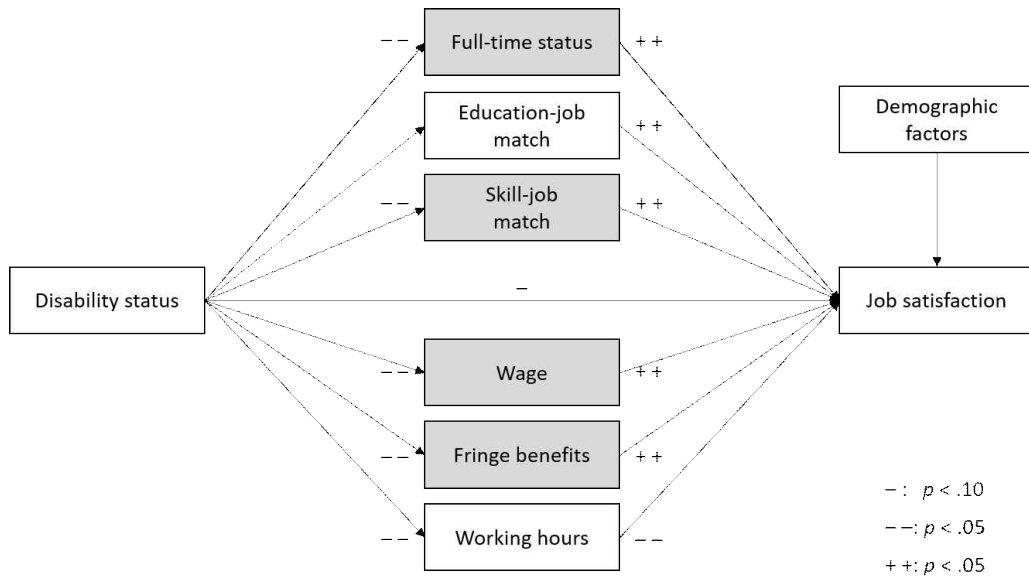 – –
Full-time status
+ +
Education-job
match
+ +
Demographic
factors
– –
Skill-job
match
+ +
Disability status
–
Job satisfaction
– –
Wage
+ +
– –
Fringe benefits
+ +
– –
Working hours
– –
– : p < .10
– –: p < .05
+ +: p < .05